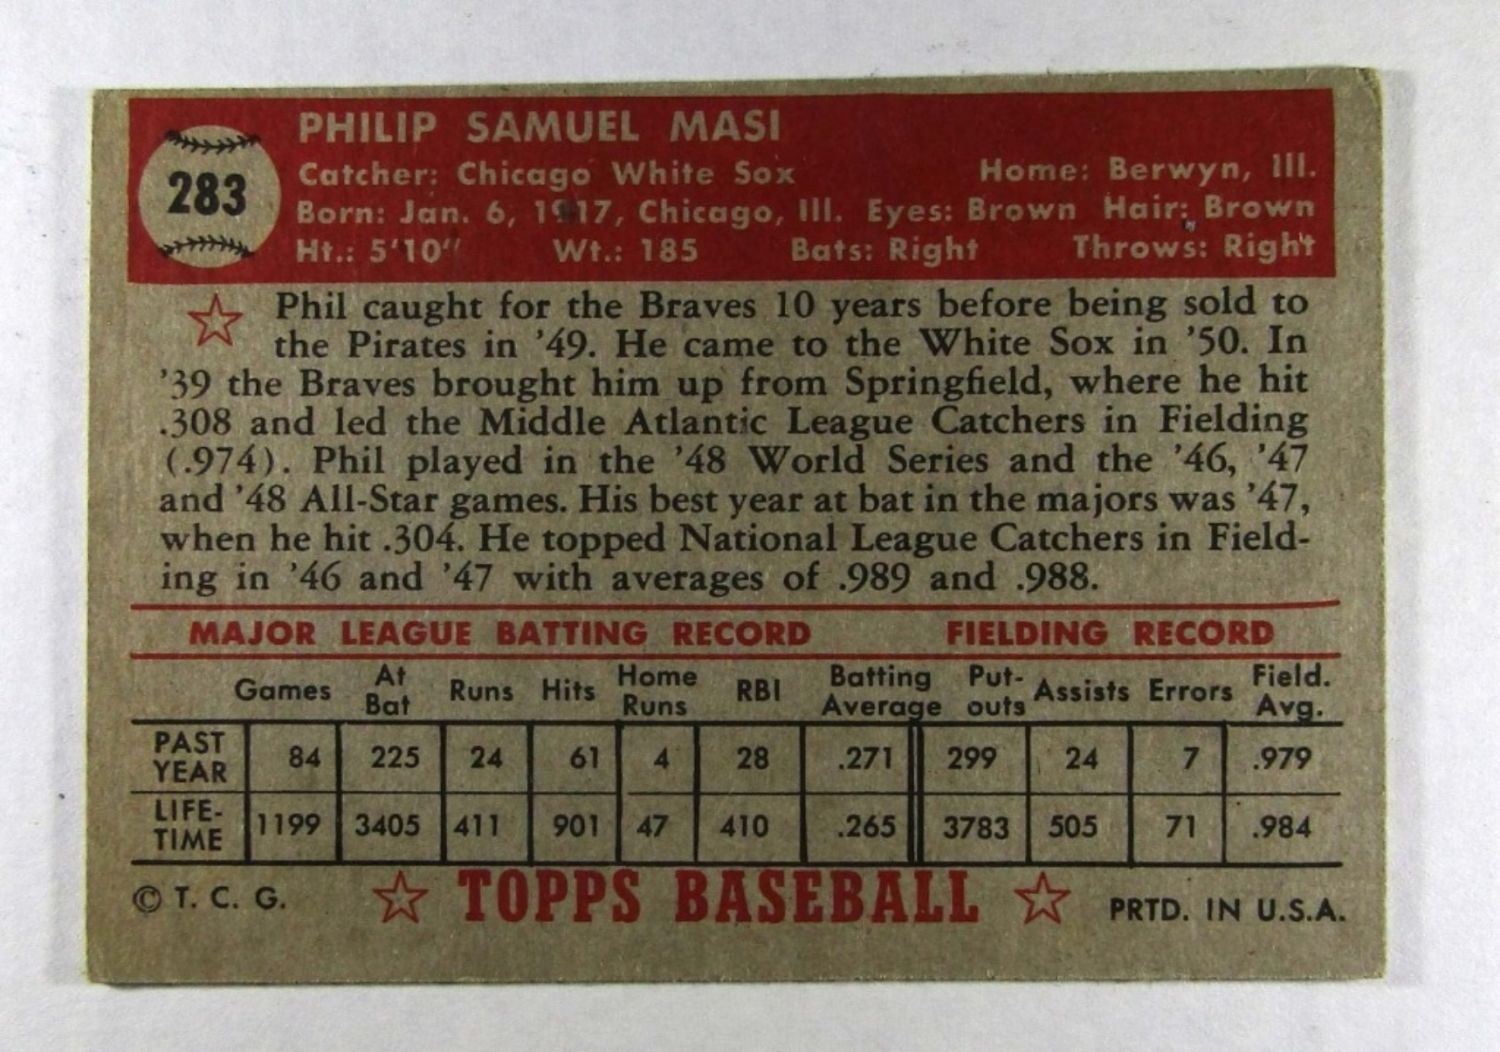 283
PHILIP SAMUEL MASI
Catcher: Chicago White Sox Home: Berwyn, Ill.
Born: Jan. 6, 1917, Chicago, Ill. Eyes: Brown Hair: Brown
Ht.: 5'10" Wt.: 185 Bats: Right Throws: Right
Phil caught for the Braves 10 years before being sold to
the Pirates in '49. He came to the White Sox in '50. In
'39 the Braves brought him up from Springfield, where he hit
.308 and led the Middle Atlantic League Catchers in Fielding
(.974). Phil played in the '48 World Series and the '46, '47
and '48 All-Star games. His best year at bat in the majors was '47,
when he hit .304. He topped National League Catchers in Field-
ing in '46 and '47 with averages of .989 and .988.
MAJOR LEAGUE BATTING RECORD FIELDING RECORD
Games At Bat Runs Hits Home Runs RBI Batting Average Put-outs Assists Errors Field. Avg.
PAST YEAR 84 225 24 61 4 28 .271 299 24 7 .979
LIFE-TIME 1199 3405 411 901 47 410 .265 3783 505 71 .984
© T. C. G. TOPPS BASEBALL PRTD. IN U.S.A.